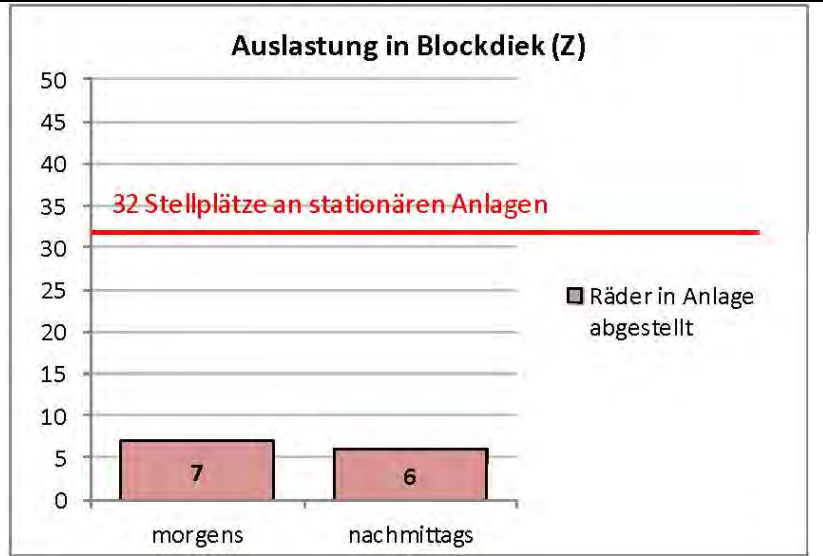 Auslastung in Blockdiek (Z)
50
45
40
35
32 Stellplätze an stationären Anlagen
30
25
Räder in Anlage
abgestellt
20
15
10
5
7
6
0
morgens
nachmittags